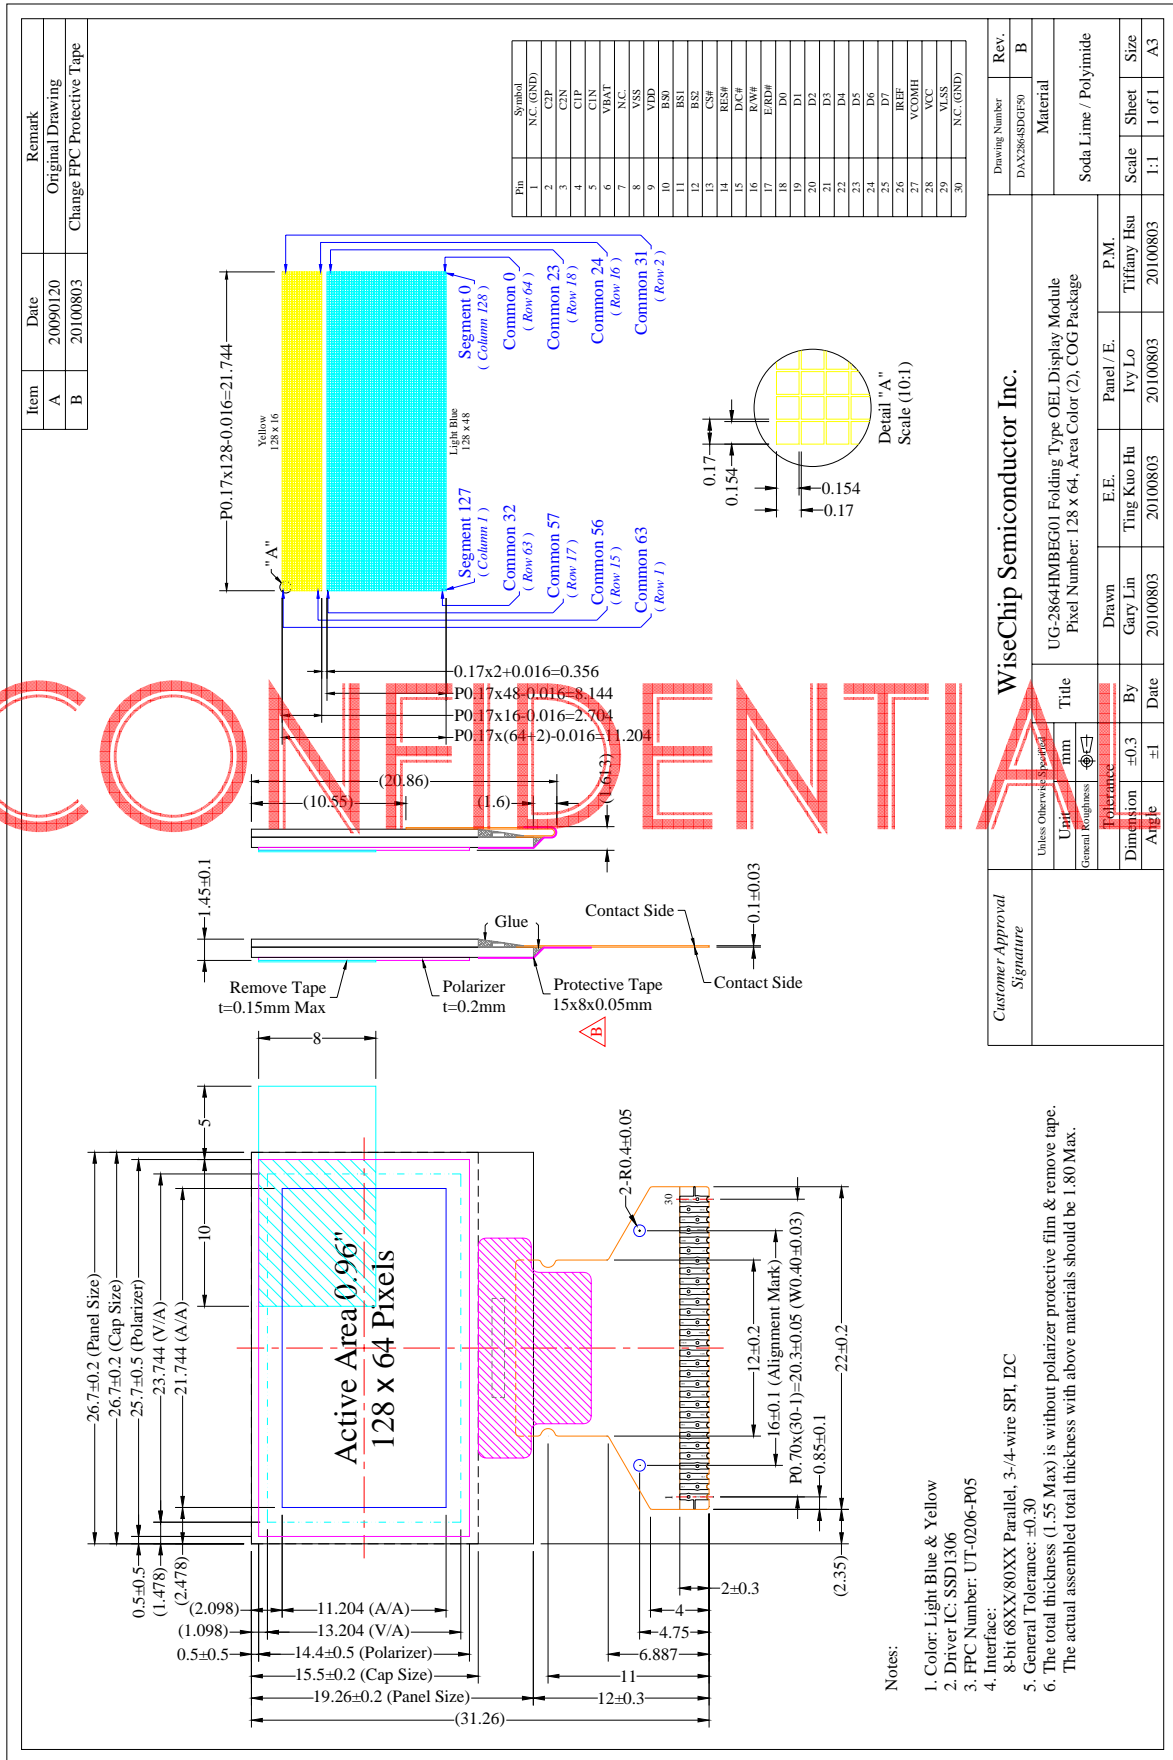 Item Date Remark
A 20090120 Original Drawing
B 20100803 Change FPC Protective Tape
26.7±0.2 (Panel Size)
26.7±0.2 (Cap Size)
25.7±0.5 (Polarizer)
23.744 (V/A)
21.744 (A/A)
0.5±0.5
(1.478)
(2.478)
10
5
8
Active Area 0.96"
128 x 64 Pixels
(2.098)
(1.098)
0.5±0.5
11.204 (A/A)
13.204 (V/A)
14.4±0.5 (Polarizer)
15.5±0.2 (Cap Size)
19.26±0.2 (Panel Size)
(31.26)
2±0.3
4
4.75
6.887
11
12±0.3
2-R0.4±0.05
1
30
12±0.2
16±0.1 (Alignment Mark)
P0.70x(30-1)=20.3±0.05 (W0.40±0.03)
0.85±0.1
22±0.2
(2.35)
1.45±0.1
Remove Tape
t=0.15mm Max
Polarizer
t=0.2mm
Protective Tape
15x8x0.05mm
B
Glue
Contact Side
Contact Side
0.1±0.03
(20.86)
(10.55)
(1.6)
(1.613)
P0.17x128-0.016=21.744
"A"
Yellow
128 x 16
Light Blue
128 x 48
0.17x2+0.016=0.356
P0.17x48-0.016=8.144
P0.17x16-0.016=2.704
P0.17x(64+2)-0.016=11.204
Segment 127
( Column 1 )
Common 32
( Row 63 )
Common 57
( Row 17 )
Common 56
( Row 15 )
Common 63
( Row 1 )
Segment 0
( Column 128 )
Common 0
( Row 64 )
Common 23
( Row 18 )
Common 24
( Row 16 )
Common 31
( Row 2 )
0.17
0.154
0.154
0.17
Detail "A"
Scale (10:1)
Pin Symbol
1 N.C. (GND)
2 C2P
3 C2N
4 C1P
5 C1N
6 VBAT
7 N.C.
8 VSS
9 VDD
10 BS0
11 BS1
12 BS2
13 CS#
14 RES#
15 D/C#
16 R/W#
17 E/RD#
18 D0
19 D1
20 D2
21 D3
22 D4
23 D5
24 D6
25 D7
26 IREF
27 VCOMH
28 VCC
29 VLSS
30 N.C. (GND)
CONFIDENTIAL
Notes:
1. Color: Light Blue & Yellow
2. Driver IC: SSD1306
3. FPC Number: UT-0206-P05
4. Interface:
8-bit 68XX/80XX Parallel, 3-/4-wire SPI, I2C
5. General Tolerance: ±0.30
6. The total thickness (1.55 Max) is without polarizer protective film & remove tape.
The actual assembled total thickness with above materials should be 1.80 Max.
Customer Approval
Signature
WiseChip Semiconductor Inc.
Drawing Number Rev.
DAX2864SDGF50 B
Unless Otherwise Specified
Unit mm
General Roughness
Tolerance
Dimension ±0.3
Angle ±1
Title
UG-2864HMBEG01 Folding Type OEL Display Module
Pixel Number: 128 x 64, Area Color (2), COG Package
Material
Soda Lime / Polyimide
By Drawn E.E. Panel / E. P.M.
Gary Lin Ting Kuo Hu Ivy Lo Tiffany Hsu
Date 20100803 20100803 20100803 20100803
Scale Sheet Size
1:1 1 of 1 A3